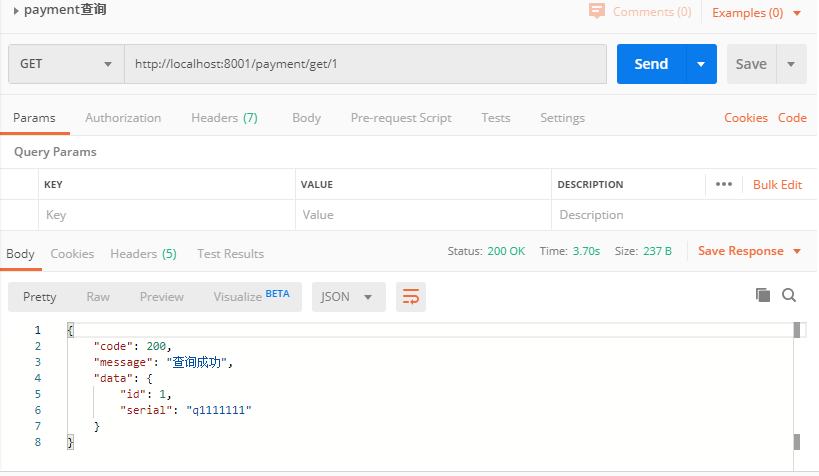 payment查询
Comments (0)
Examples (0)
GET
http://localhost:8001/payment/get/1
Send
Save
Params
Authorization
Headers (7)
Body
Pre-request Script
Tests
Settings
Cookies
Code
Query Params
KEY
VALUE
DESCRIPTION
Bulk Edit
Key
Value
Description
Body
Cookies
Headers (5)
Test Results
Status: 200 OK
Time: 3.70s
Size: 237 B
Save Response
Pretty
Raw
Preview
Visualize BETA
JSON
1 {
2 "code": 200,
3 "message": "查询成功",
4 "data": {
5 "id": 1,
6 "serial": "q1111111"
7 }
8 }